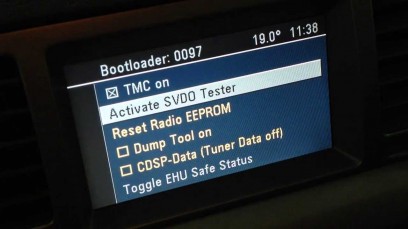 Bootloader: 0097 19.0° 11:38
TMC on
Activate SVDO Tester
Reset Radio EEPROM
Dump Tool on
CDSP-Data (Tuner Data off)
Toggle EHU Safe Status